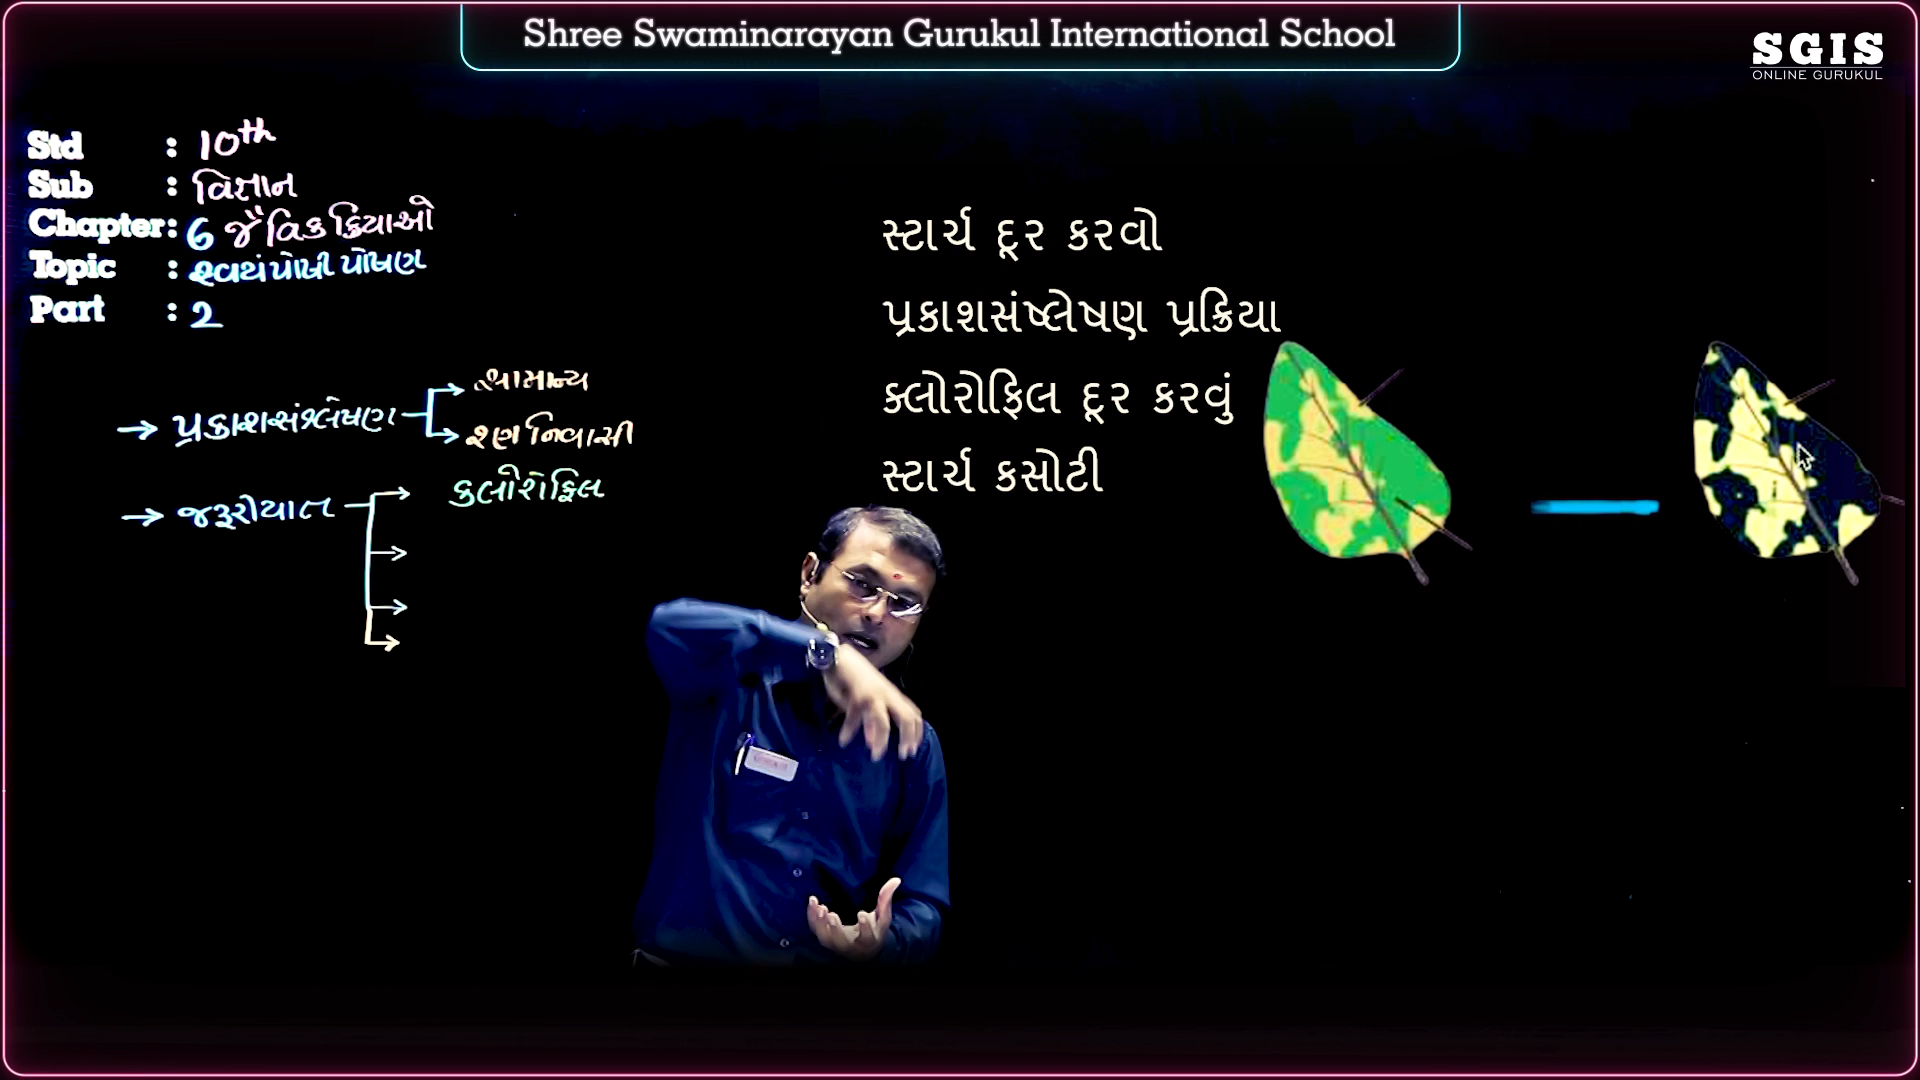 Shree Swaminarayan Gurukul International School
SGIS
ONLINE GURUKUL
Std : 10th
Sub : વિજ્ઞાન
Chapter: 6 જૈવિક ક્રિયાઓ
Topic : સ્વયંપોષી પોષણ
Part : 2
→ પ્રકાશસંશ્લેષણ
સામાન્ય
રણ નિવાસી
→ જરૂરીયાત
ક્લોરોફિલ
સ્ટાર્ચ દૂર કરવો
પ્રકાશસંષ્લેષણ પ્રક્રિયા
ક્લોરોફિલ દૂર કરવું
સ્ટાર્ચ કસોટી